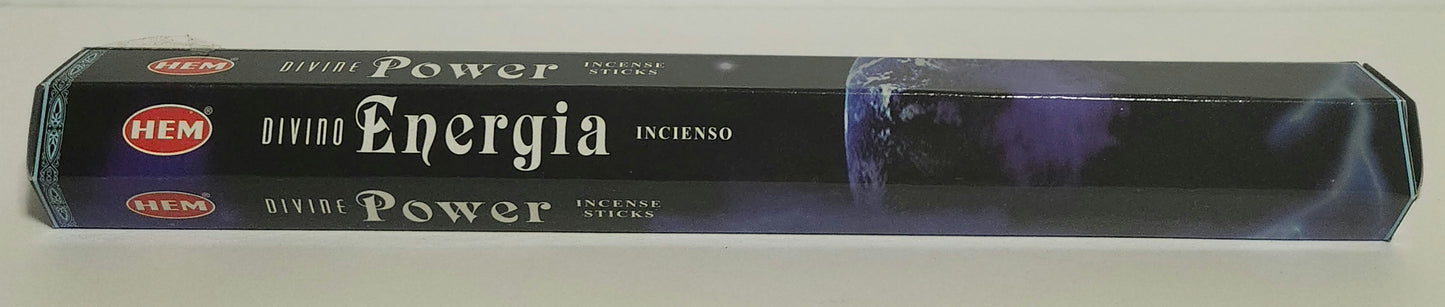 HEM DIVINE Power INCENSE
STICKS
HEM® DIVINO Energia INCIENSO
HEM® DIVINE Power INCENSE
STICKS